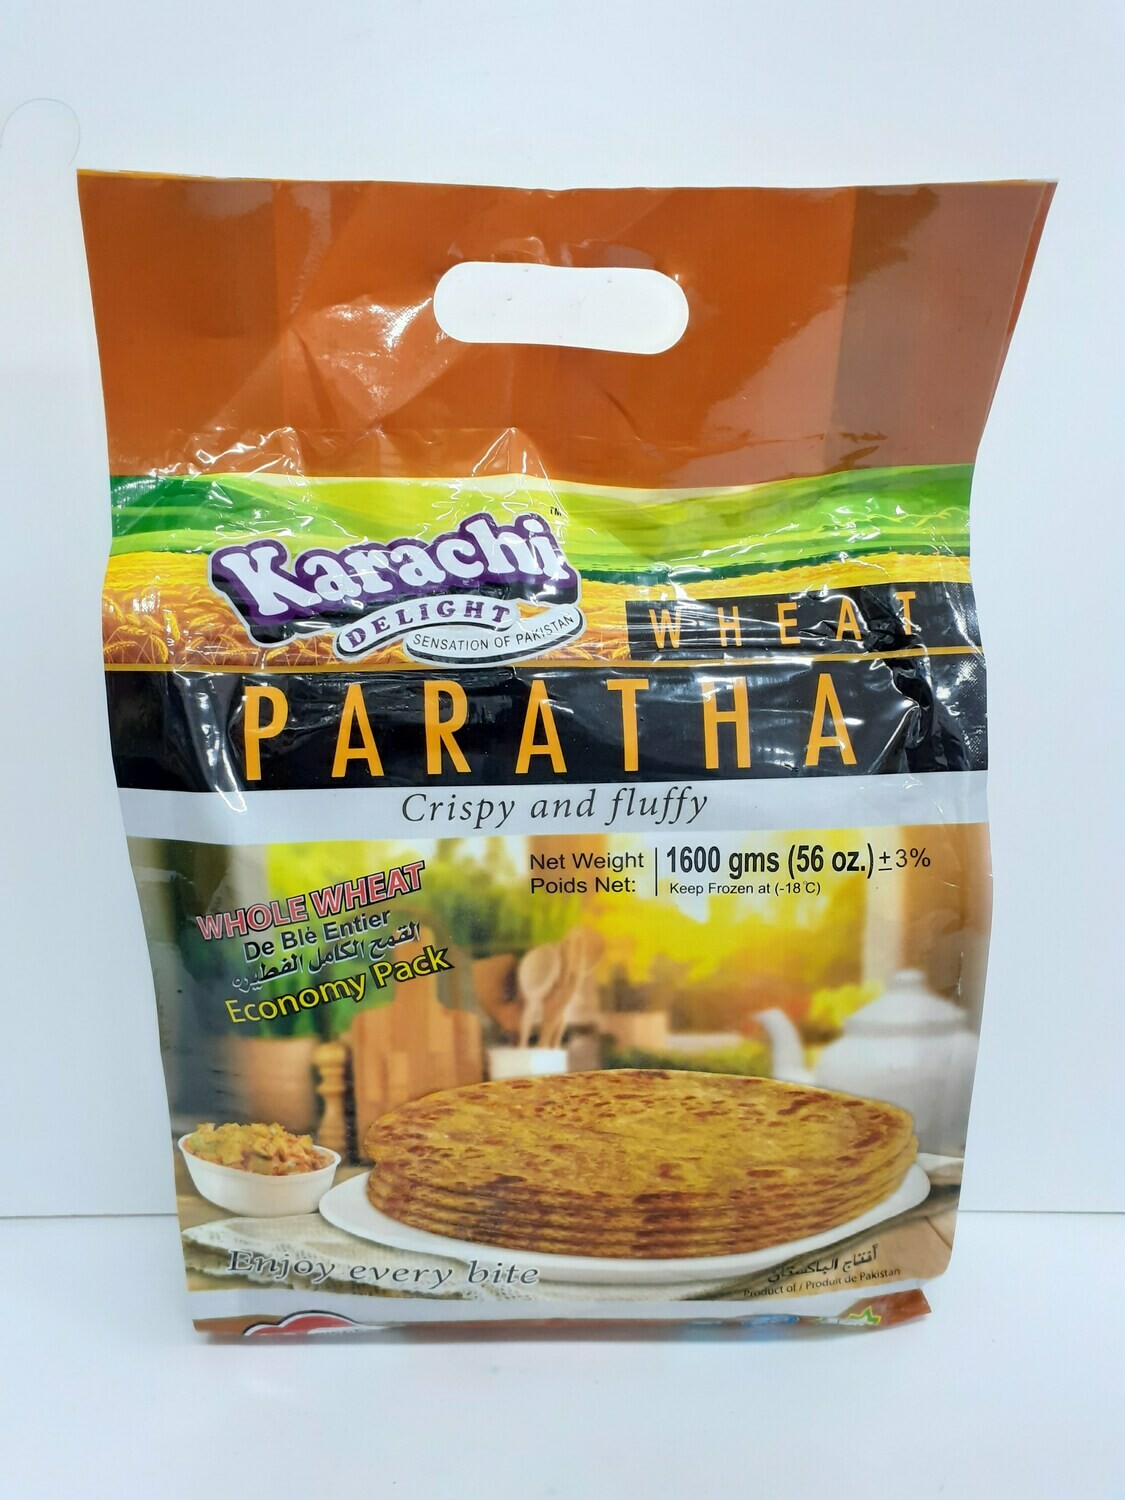 Karachi TM
DELIGHT
SENSATION OF PAKISTAN
WHEAT
PARATHA
Crispy and fluffy
Net Weight
Poids Net:
1600 gms (56 oz.) ± 3%
Keep Frozen at (-18°C)
WHOLE WHEAT
De Blè Entier
القمح الكامل الفطيره
Economy Pack
Enjoy every bite
أنتاج الباكستان
Product of / Produit de Pakistan